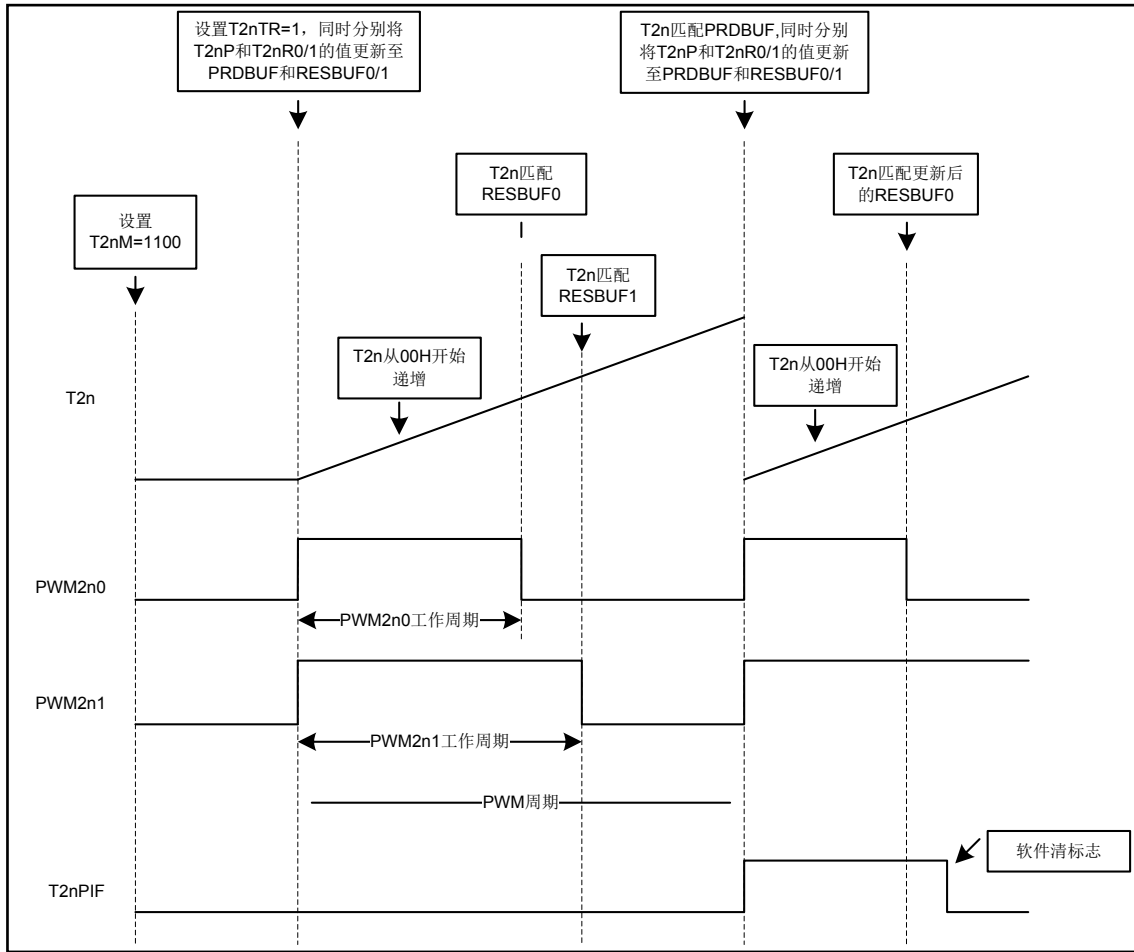 设置T2nTR=1，同时分别将
T2nP和T2nR0/1的值更新至
PRDBUF和RESBUF0/1
T2n匹配PRDBUF,同时分别
将T2nP和T2nR0/1的值更新
至PRDBUF和RESBUF0/1
T2n匹配
RESBUF0
T2n匹配更新后
的RESBUF0
设置
T2nM=1100
T2n匹配
RESBUF1
T2n从00H开始
递增
T2n从00H开始
递增
T2n
PWM2n0
PWM2n0工作周期
PWM2n1
PWM2n1工作周期
PWM周期
软件清标志
T2nPIF